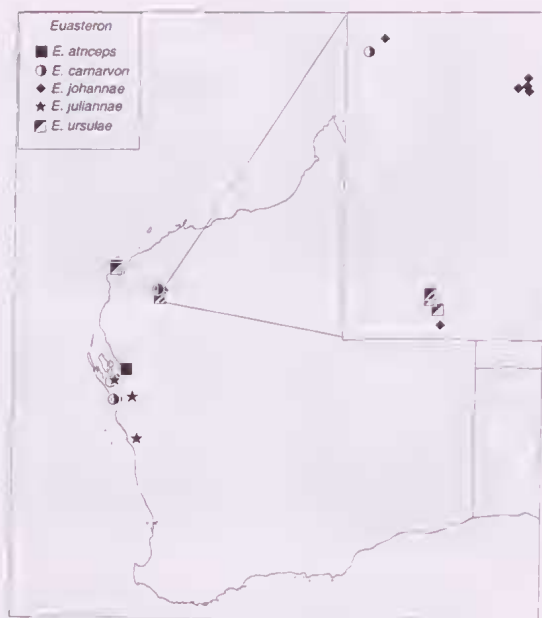 Euasteron
E. atriceps
E. carnarvon
E. johannae
E. juliannae
E. ursulae